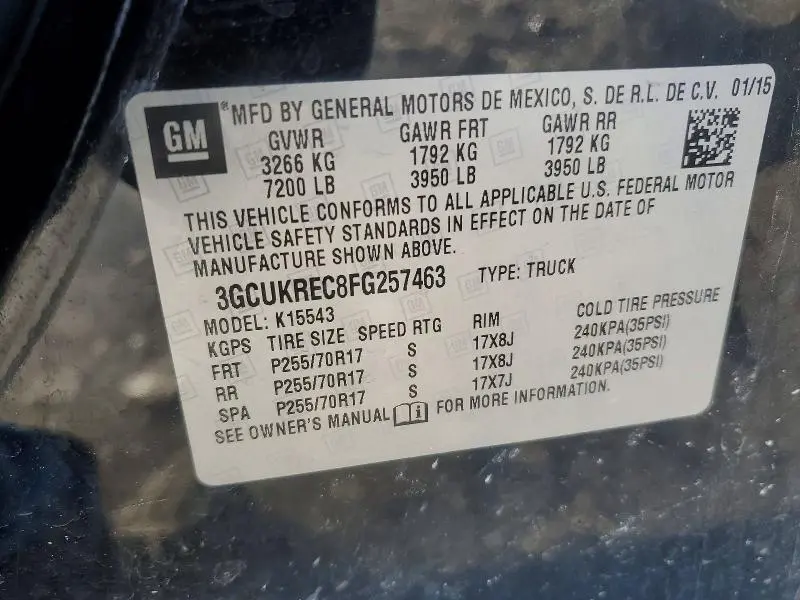 GM ®MFD BY GENERAL MOTORS DE MEXICO, S. DE R.L. DE C.V. 01/15
GVWR GAWR FRT GAWR RR
3266 KG 1792 KG 1792 KG
7200 LB 3950 LB 3950 LB
THIS VEHICLE CONFORMS TO ALL APPLICABLE U.S. FEDERAL MOTOR
VEHICLE SAFETY STANDARDS IN EFFECT ON THE DATE OF
MANUFACTURE SHOWN ABOVE.
3GCUKREC8FG257463 TYPE: TRUCK
MODEL: K15543
KGPS TIRE SIZE SPEED RTG RIM COLD TIRE PRESSURE
FRT P255/70R17 S 17X8J 240KPA(35PSI)
RR P255/70R17 S 17X8J 240KPA(35PSI)
SPA P255/70R17 S 17X7J 240KPA(35PSI)
SEE OWNER'S MANUAL FOR MORE INFORMATION.